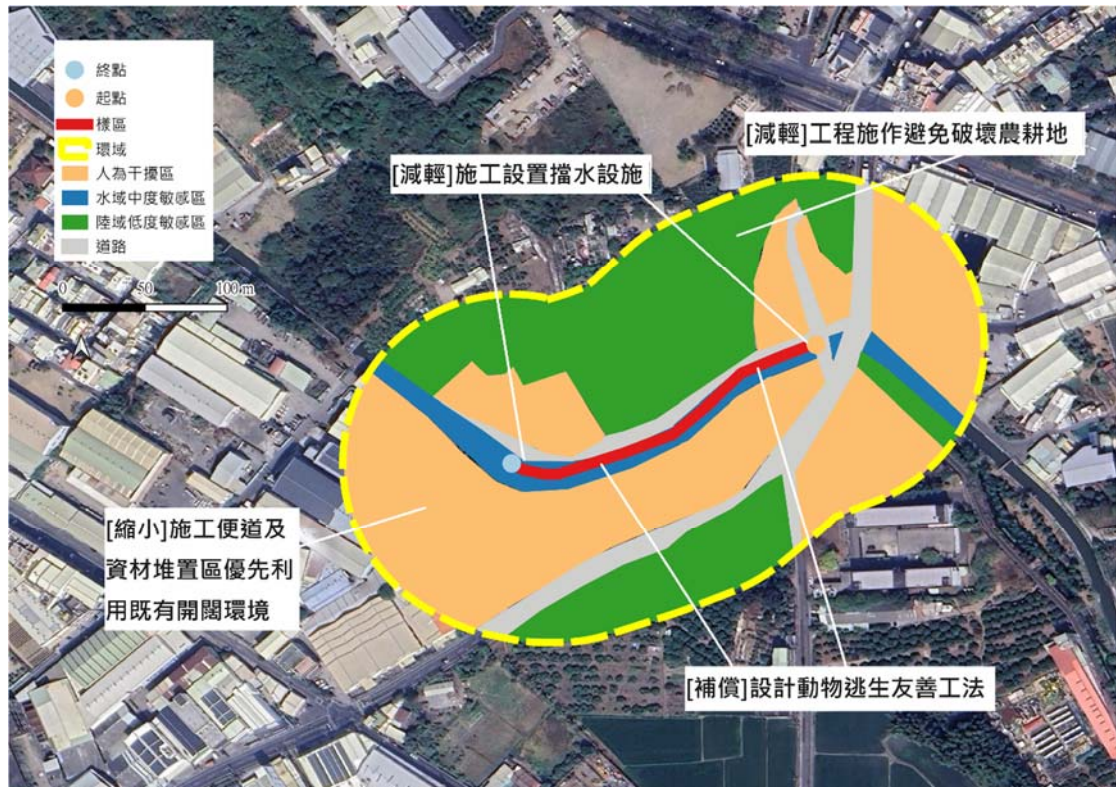 終點
起點
樣區
環域
人為干擾區
水域中度敏感區
陸域低度敏感區
道路
0 50 100 m
[減輕]工程施作避免破壞農耕地
[減輕]施工設置擋水設施
[縮小]施工便道及
資材堆置區優先利
用既有開闊環境
[補償]設計動物逃生友善工法